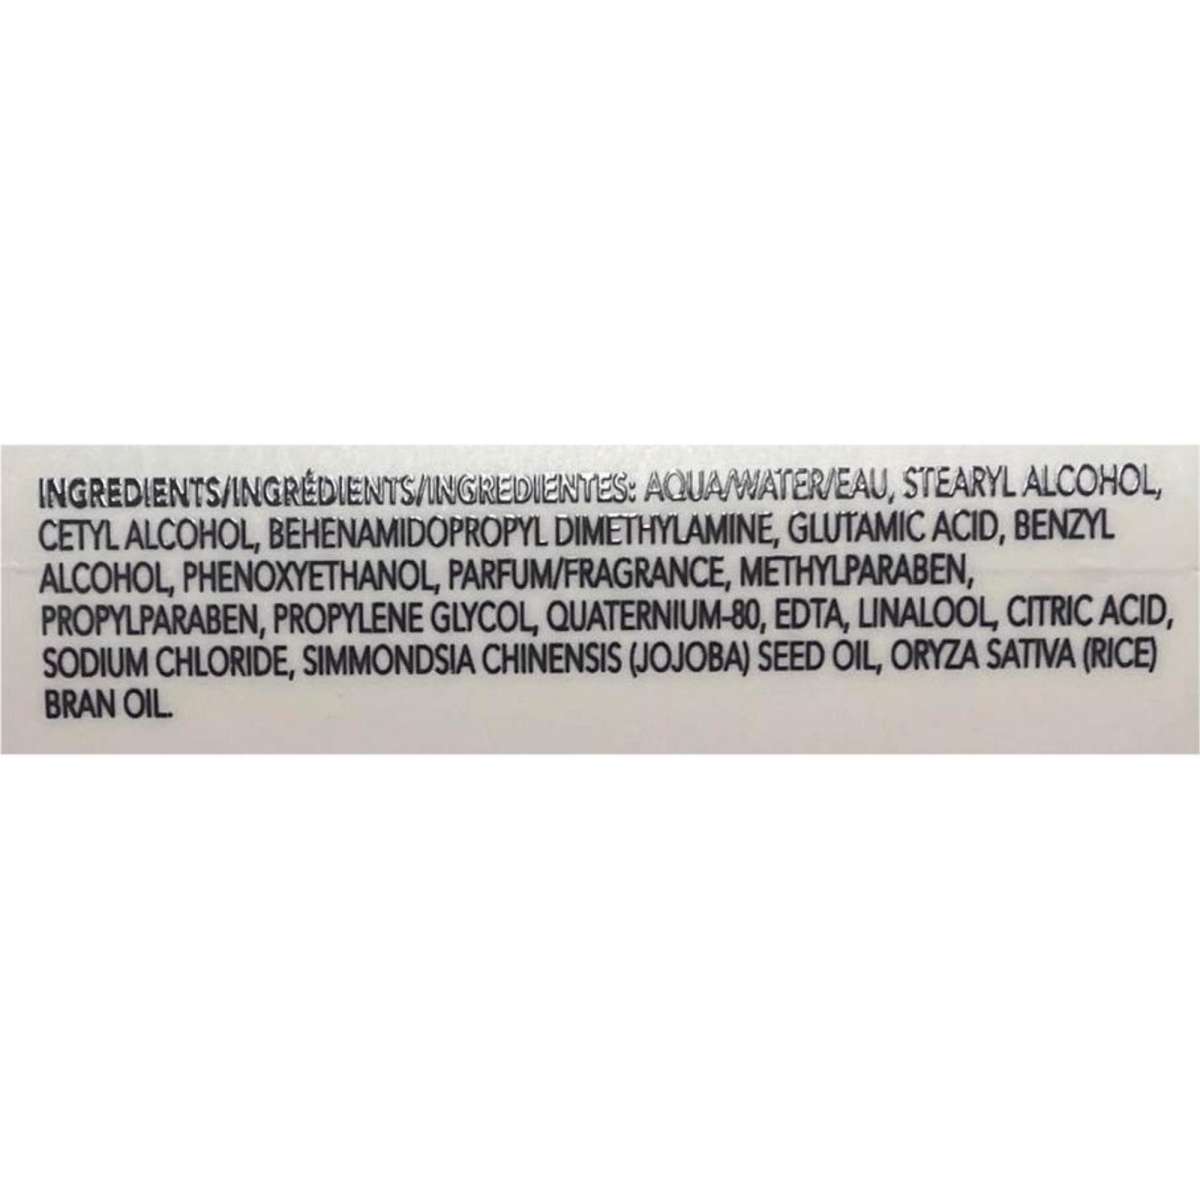 INGREDIENTS/INGRÉDIENTS/INGREDIENTES: AQUA/WATER/EAU, STEARYL ALCOHOL,
CETYL ALCOHOL, BEHENAMIDOPROPYL DIMETHYLAMINE, GLUTAMIC ACID, BENZYL
ALCOHOL, PHENOXYETHANOL, PARFUM/FRAGRANCE, METHYLPARABEN,
PROPYLPARABEN, PROPYLENE GLYCOL, QUATERNIUM-80, EDTA, LINALOOL, CITRIC ACID,
SODIUM CHLORIDE, SIMMONDSIA CHINENSIS (JOJOBA) SEED OIL, ORYZA SATIVA (RICE)
BRAN OIL.